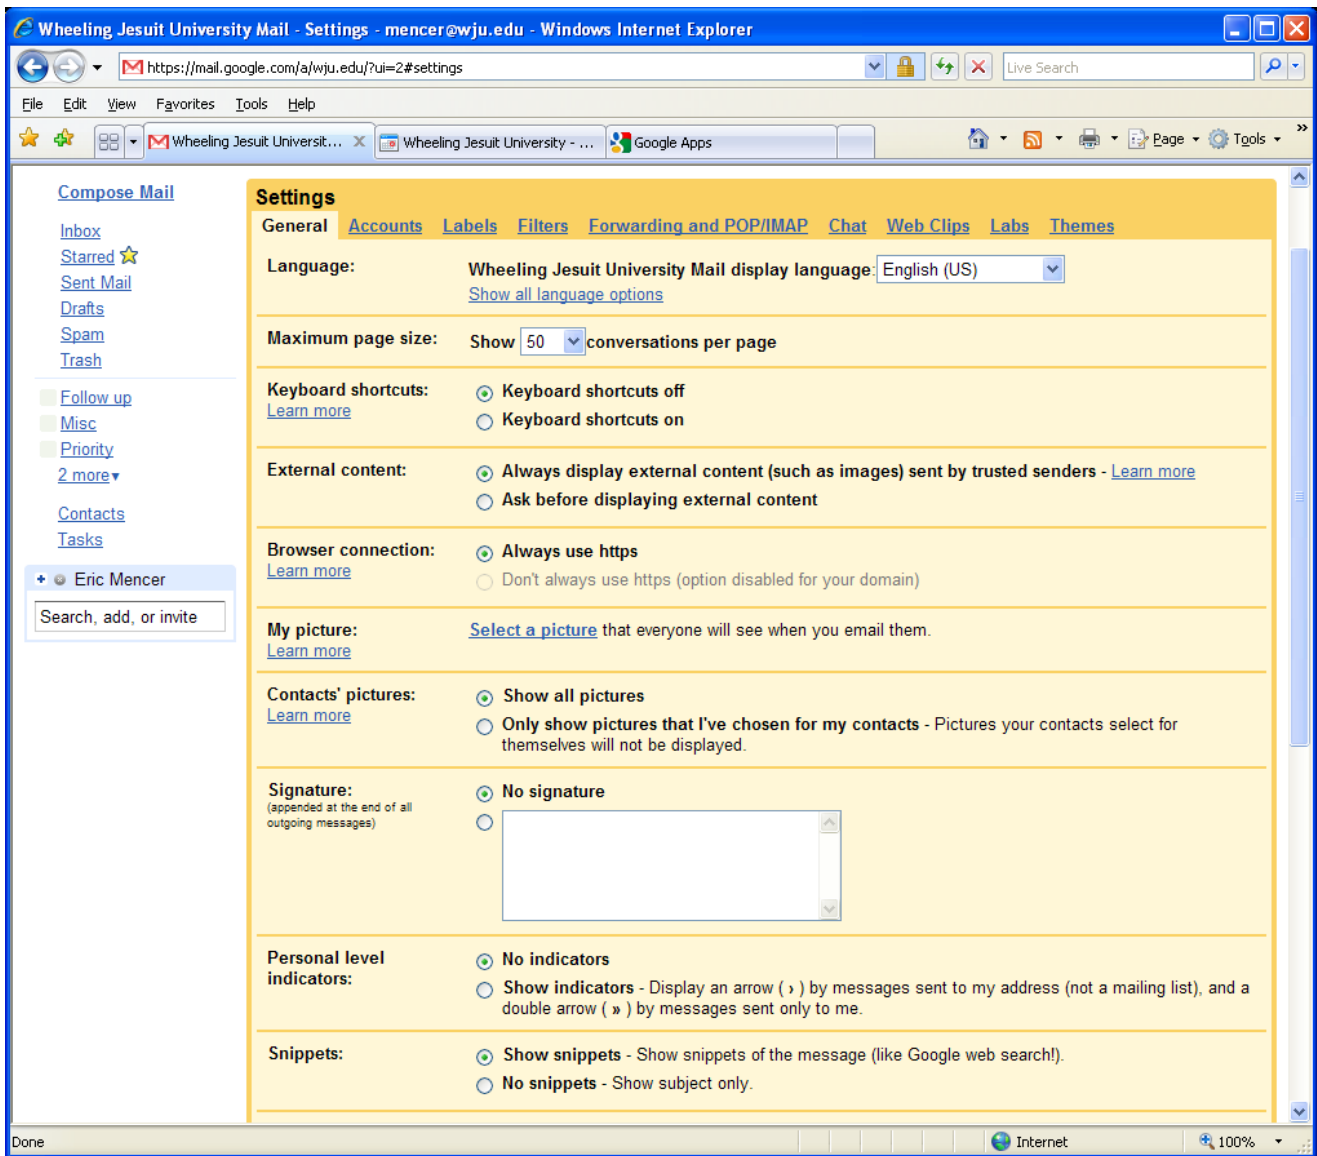 Wheeling Jesuit University Mail - Settings - mencer@wju.edu - Windows Internet Explorer
https://mail.google.com/a/wju.edu/?ui=2#settings
Live Search
File Edit View Favorites Tools Help
Wheeling Jesuit Universit... Wheeling Jesuit University - ... Google Apps Page Tools »
Compose Mail
Inbox
Starred
Sent Mail
Drafts
Spam
Trash
Follow up
Misc
Priority
2 more
Contacts
Tasks
Eric Mencer
Search, add, or invite
Settings
General Accounts Labels Filters Forwarding and POP/IMAP Chat Web Clips Labs Themes
Language: Wheeling Jesuit University Mail display language: English (US)
Show all language options
Maximum page size: Show 50 conversations per page
Keyboard shortcuts: Keyboard shortcuts off
Learn more
Keyboard shortcuts on
External content: Always display external content (such as images) sent by trusted senders - Learn more
Ask before displaying external content
Browser connection: Always use https
Learn more
Don't always use https (option disabled for your domain)
My picture: Select a picture that everyone will see when you email them.
Learn more
Contacts' pictures: Show all pictures
Learn more
Only show pictures that I've chosen for my contacts - Pictures your contacts select for
themselves will not be displayed.
Signature: No signature
(appended at the end of all
outgoing messages)
Personal level No indicators
indicators:
Show indicators - Display an arrow ( › ) by messages sent to my address (not a mailing list), and a
double arrow ( » ) by messages sent only to me.
Snippets: Show snippets - Show snippets of the message (like Google web search!).
No snippets - Show subject only.
Done Internet 100%